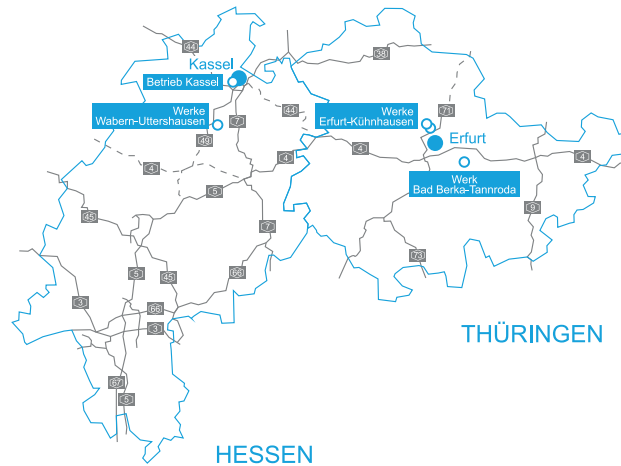 44
38
Kassel
Betrieb Kassel
44
71
Werke
Wabern-Uttershausen
7
Werke
Erfurt-Kühnhausen
49
Erfurt
4
4
4
4
5
Werk
Bad Berka-Tannroda
45
9
7
5
45
66
73
3
66
3
67
5
THÜRINGEN
HESSEN